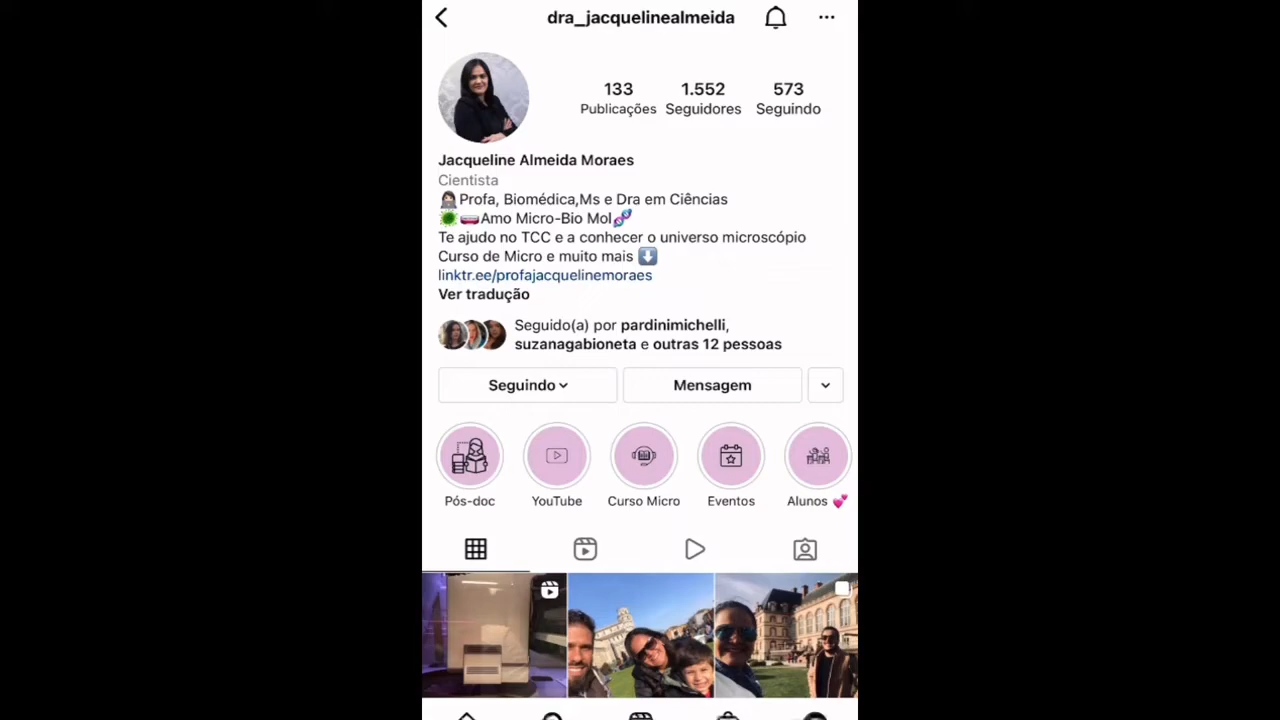 dra_jacquelinealmeida
133 1.552 573
Publicações Seguidores Seguindo
Jacqueline Almeida Moraes
Cientista
Profa, Biomédica,Ms e Dra em Ciências
Amo Micro-Bio Mol
Te ajudo no TCC e a conhecer o universo microscópio
Curso de Micro e muito mais
linktr.ee/profajacquelinemoraes
Ver tradução
Seguido(a) por pardinimichelli,
suzanagabioneta e outras 12 pessoas
Seguindo Mensagem
Pós-doc YouTube Curso Micro Eventos Alunos